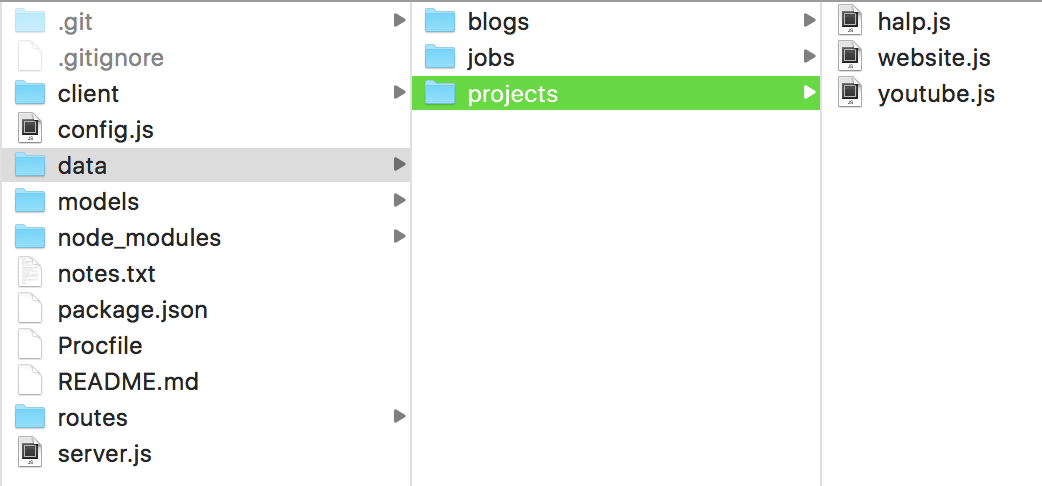 .git
.gitignore
client
config.js
data
models
node_modules
notes.txt
package.json
Procfile
README.md
routes
server.js
blogs
jobs
projects
halp.js
website.js
youtube.js